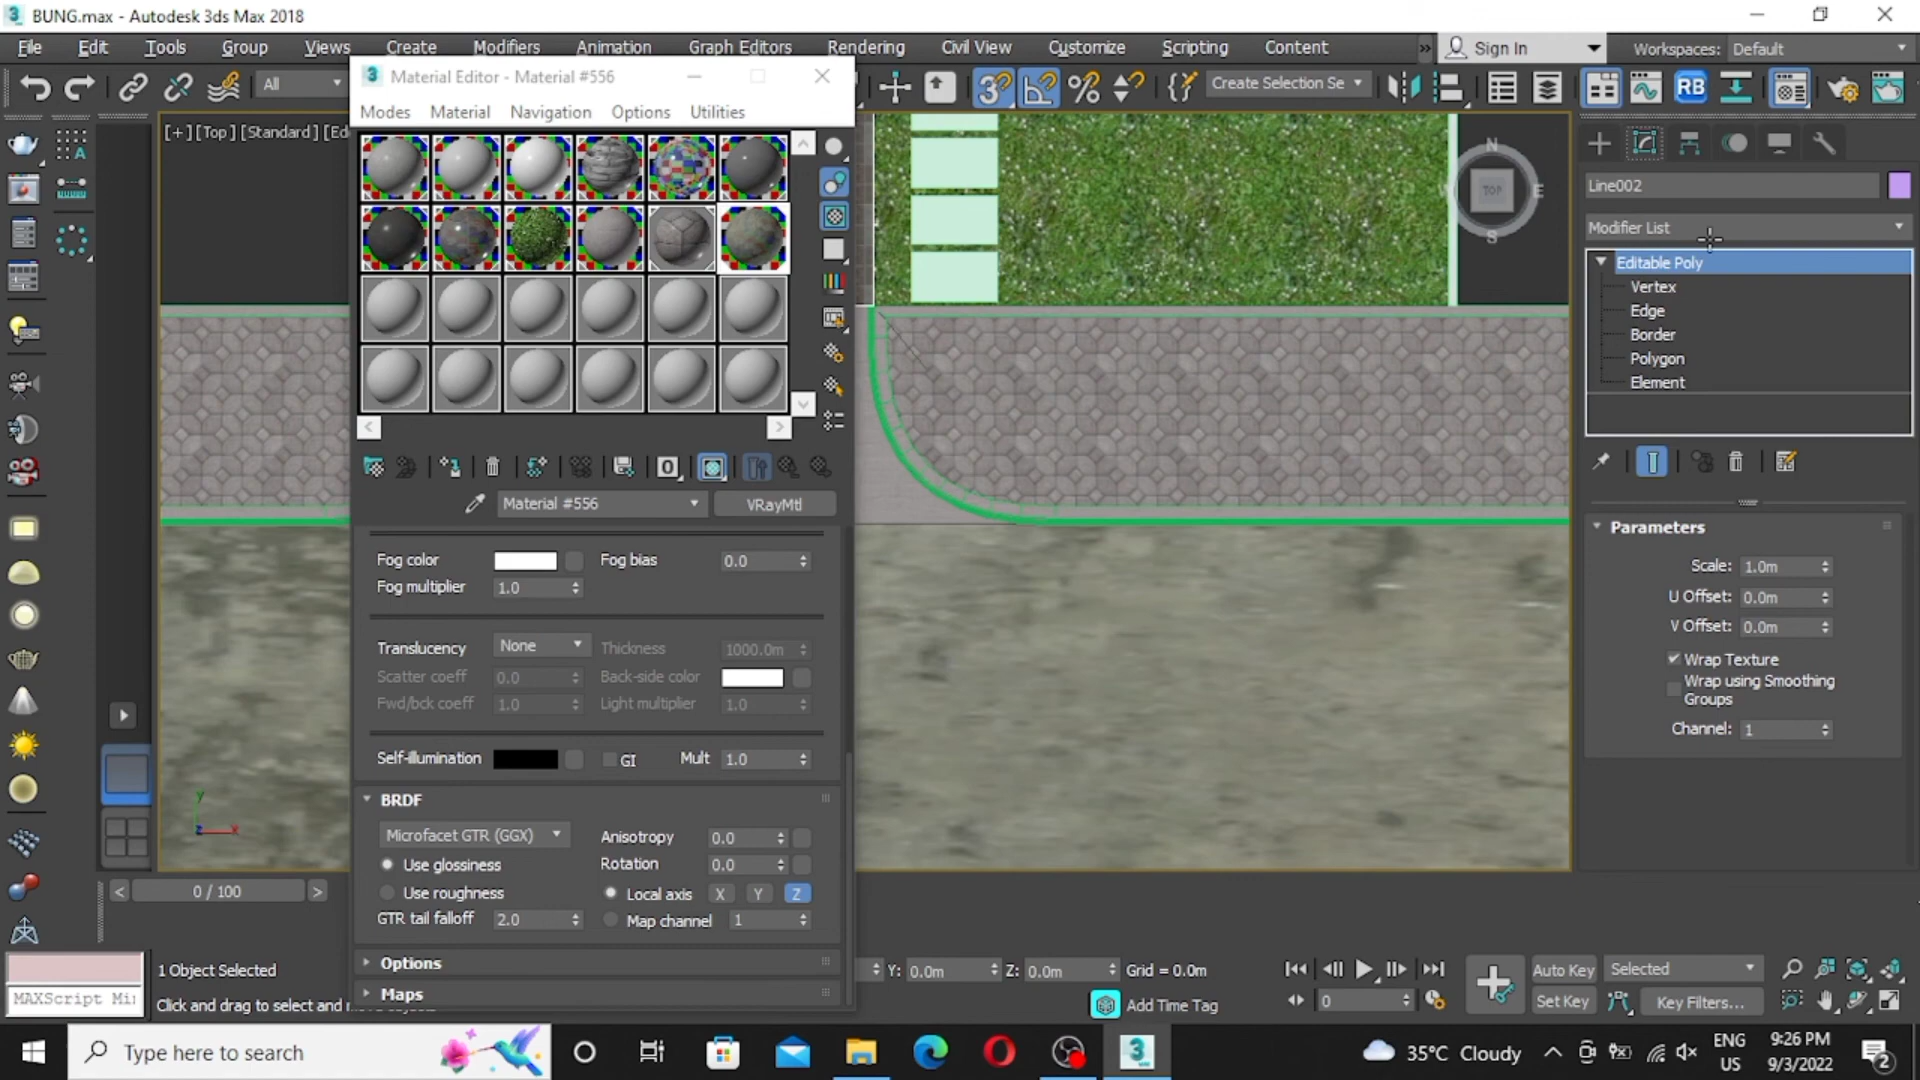 BUNG.max - Autodesk 3ds Max 2018
File Edit Tools Group Views Create Modifiers Animation Graph Editors Rendering Civil View Customize Scripting Content » Sign In Workspaces: Default
All Create Selection Se RB
Material Editor - Material #556
Modes Material Navigation Options Utilities
[+] [Top] [Standard] [Ed
N
TOP
E
S
Line002
Modifier List
Editable Poly
Vertex
Edge
Border
Polygon
Element
Material #556 VRayMtl
Fog color Fog bias 0.0
Fog multiplier 1.0
Translucency None Thickness 1000.0m
Scatter coeff 0.0 Back-side color
Fwd/bck coeff 1.0 Light multiplier 1.0
Self-illumination GI Mult 1.0
BRDF
Microfacet GTR (GGX) Anisotropy 0.0
Use glossiness Rotation 0.0
Use roughness Local axis X Y Z
GTR tail falloff 2.0 Map channel 1
Options
Maps
Parameters
Scale: 1.0m
U Offset: 0.0m
V Offset: 0.0m
Wrap Texture
Wrap using Smoothing
Groups
Channel: 1
y
z x
< 0 / 100 >
1 Object Selected
Y: 0.0m Z: 0.0m Grid = 0.0m
Auto Key Selected
MAXScript Mi
Click and drag to select and
Add Time Tag
0
Set Key Key Filters...
Type here to search
35°C Cloudy
ENG
US
9:26 PM
9/3/2022
2